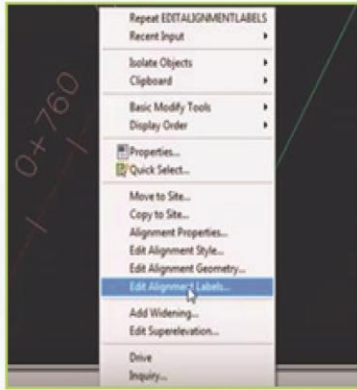 Repeat EDITALIGNMENTLABELS
Recent Input
Isolate Objects
Clipboard
Basic Modify Tools
Display Order
Properties...
Quick Select...
Move to Site...
Copy to Site...
Alignment Properties...
Edit Alignment Style...
Edit Alignment Geometry...
Edit Alignment Labels...
Add Widening...
Edit Superelevation...
Drive
Inquiry...
0+760